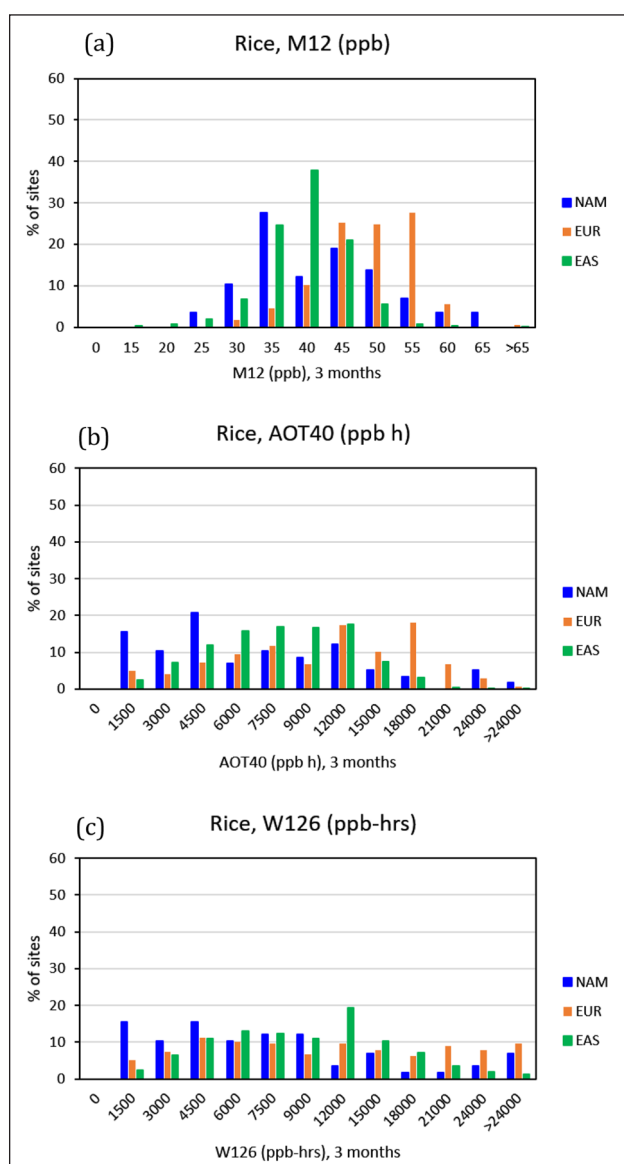 (a) Rice, M12 (ppb)
60
50
40
30
20
10
0
% of sites
0 15 20 25 30 35 40 45 50 55 60 65 >65
M12 (ppb), 3 months
NAM
EUR
EAS
(b) Rice, AOT40 (ppb h)
60
50
40
30
20
10
0
% of sites
0 1500 3000 4500 6000 7500 9000 12000 15000 18000 21000 24000 >24000
AOT40 (ppb h), 3 months
NAM
EUR
EAS
(c) Rice, W126 (ppb-hrs)
60
50
40
30
20
10
0
% of sites
0 1500 3000 4500 6000 7500 9000 12000 15000 18000 21000 24000 >24000
W126 (ppb-hrs), 3 months
NAM
EUR
EAS